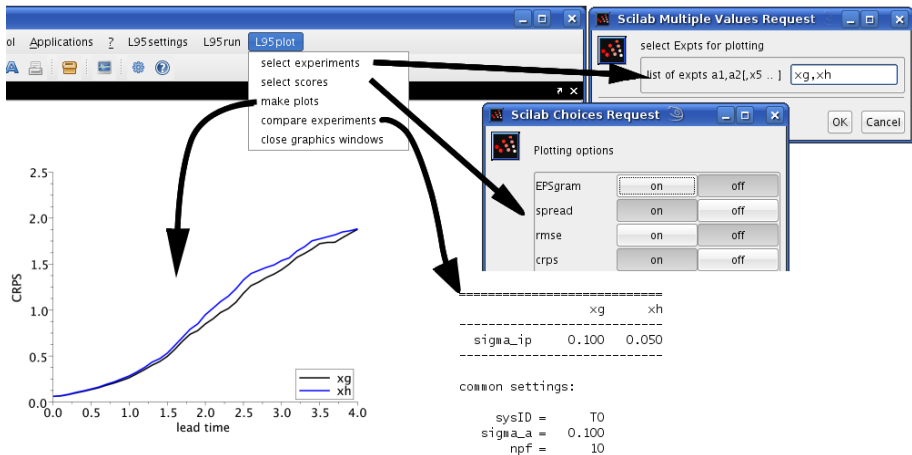 ol Applications ? L95settings L95run L95plot
select experiments
select scores
make plots
compare experiments
close graphics windows
Scilab Multiple Values Request
select Expts for plotting
list of expts a1,a2[,x5 .. ] xg,xh
OK Cancel
Scilab Choices Request
Plotting options
EPSgram on off
spread on off
rmse on off
crps on off
2.5
2.0
1.5
1.0
0.5
0.0
CRPS
0.0 0.5 1.0 1.5 2.0 2.5 3.0 3.5 4.0
lead time
xg
xh
===========================
xg xh
---------------------------
sigma_ip 0.100 0.050
---------------------------
common settings:
sysID = T0
sigma_a = 0.100
npf = 10